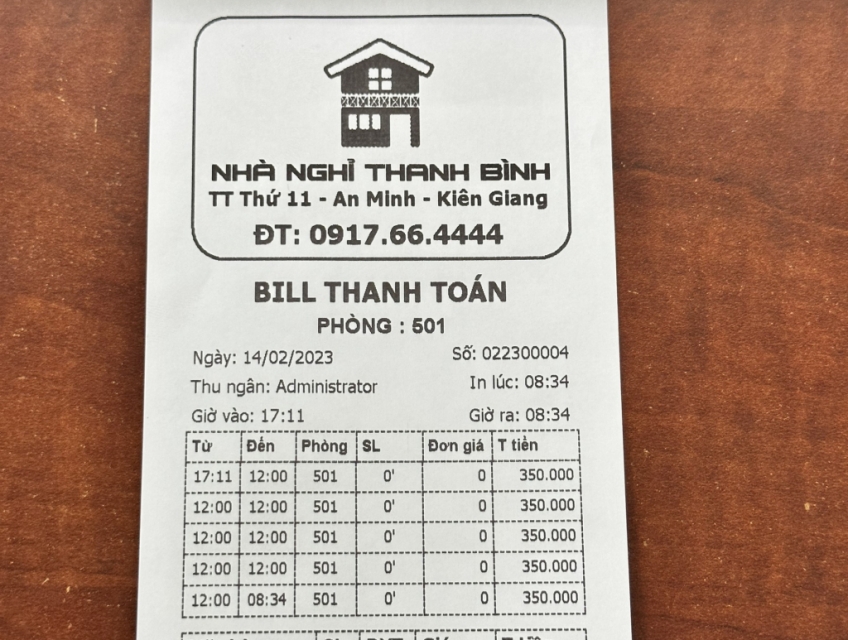 NHÀ NGHỈ THANH BÌNH
TT Thứ 11 - An Minh - Kiên Giang
ĐT: 0917.66.4444
BILL THANH TOÁN
PHÒNG : 501
Ngày: 14/02/2023 Số: 022300004
Thu ngân: Administrator In lúc: 08:34
Giờ vào: 17:11 Giờ ra: 08:34
Từ Đến Phòng SL Đơn giá T tiền
17:11 12:00 501 0' 0 350.000
12:00 12:00 501 0' 0 350.000
12:00 12:00 501 0' 0 350.000
12:00 12:00 501 0' 0 350.000
12:00 08:34 501 0' 0 350.000